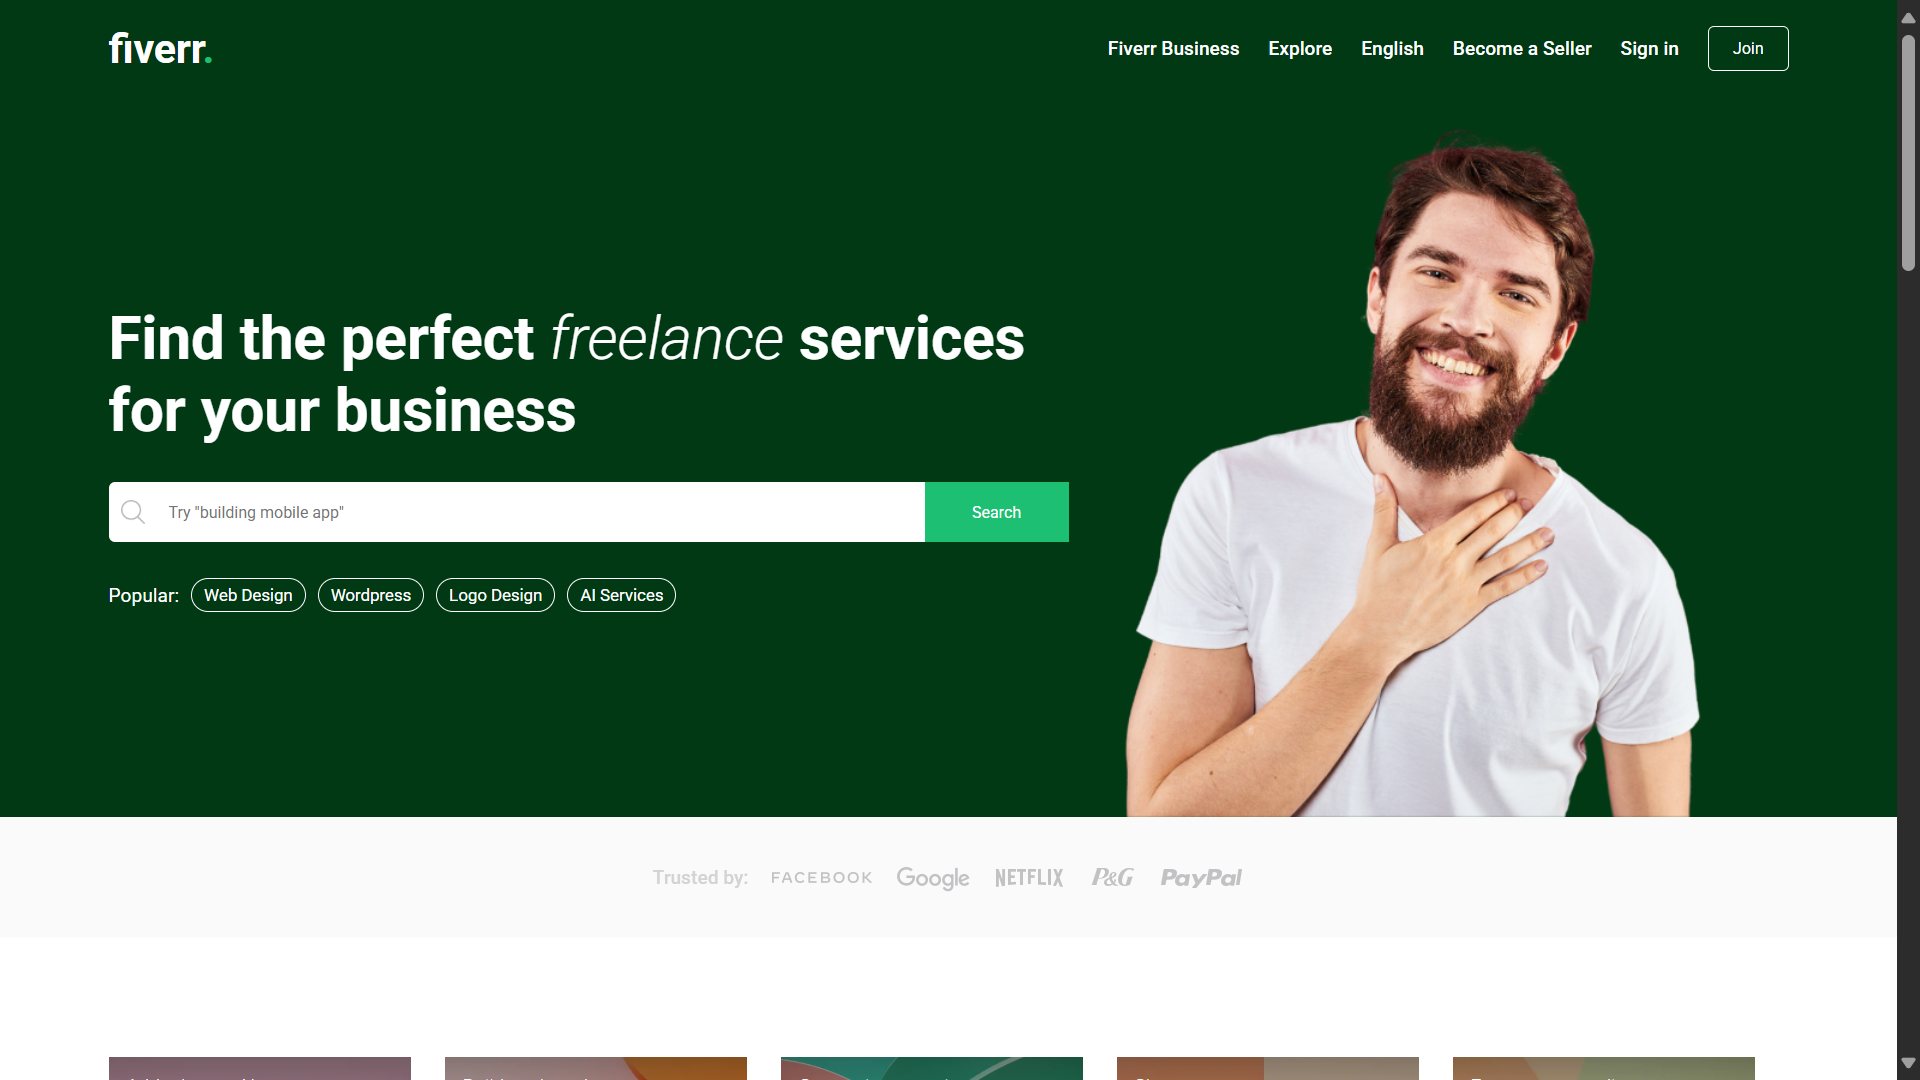 fiverr.
Fiverr Business
Explore
English
Become a Seller
Sign in
Join
Find the perfect freelance services
for your business
Try "building mobile app"
Search
Popular:
Web Design
Wordpress
Logo Design
AI Services
Trusted by:
FACEBOOK
Google
NETFLIX
P&G
PayPal